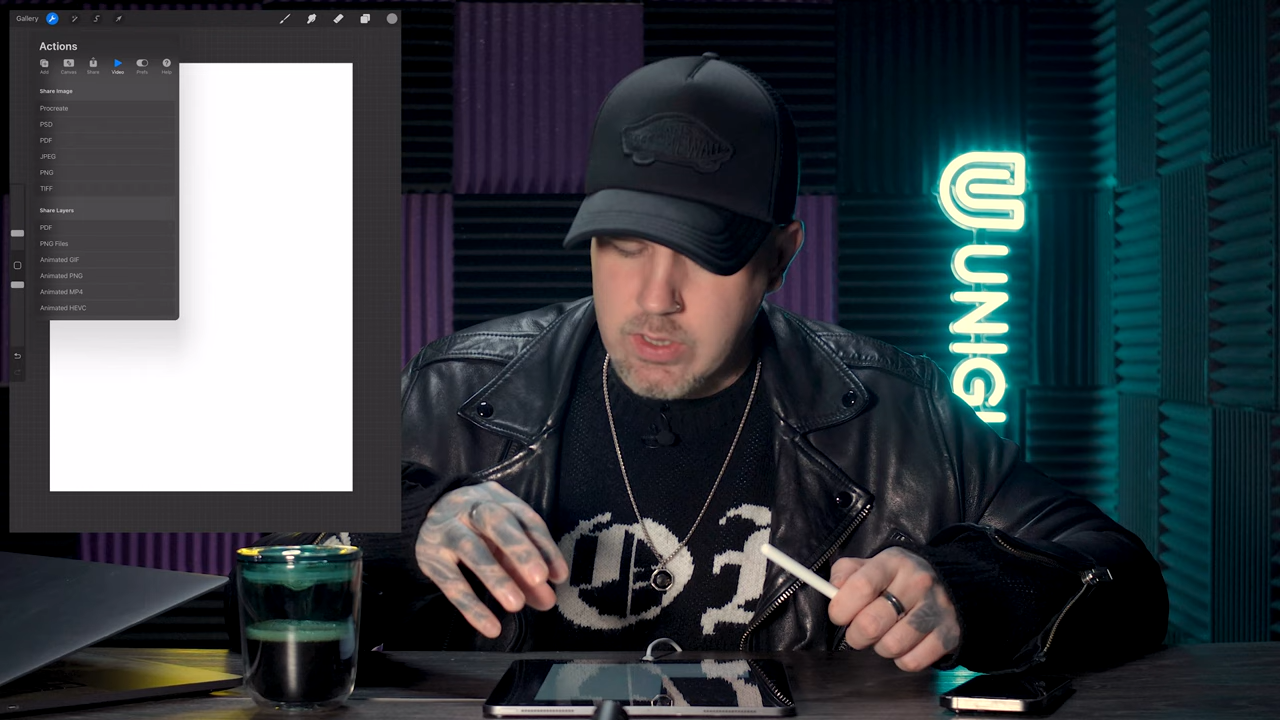 Gallery
Actions
Add Canvas Share Video Prefs Help
Share Image
Procreate
PSD
PDF
JPEG
PNG
TIFF
Share Layers
PDF
PNG Files
Animated GIF
Animated PNG
Animated MP4
Animated HEVC
UNIG